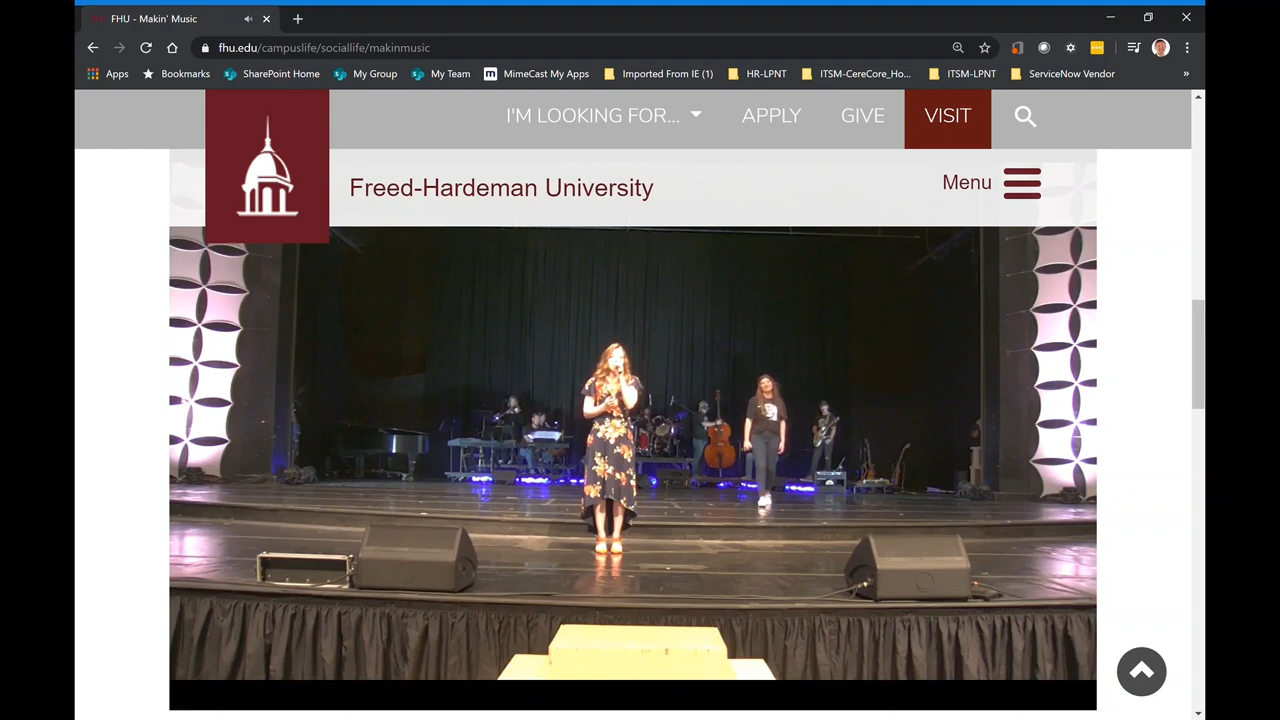 FHU - Makin' Music
fhu.edu/campuslife/sociallife/makinmusic
Apps Bookmarks SharePoint Home My Group My Team m MimeCast My Apps Imported From IE (1) HR-LPNT ITSM-CereCore_Ho... ITSM-LPNT ServiceNow Vendor »
I'M LOOKING FOR... APPLY GIVE VISIT
Freed-Hardeman University
Menu